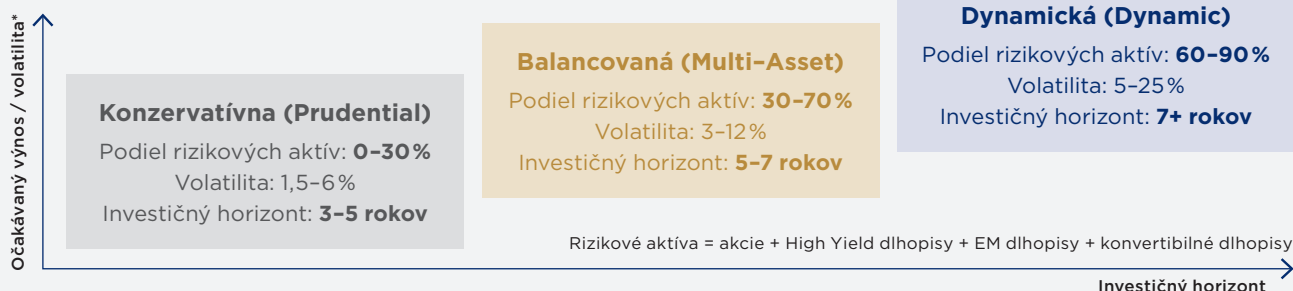 Očakávaný výnos / volatilita*
Konzervatívna (Prudential)
Podiel rizikových aktív: 0–30%
Volatilita: 1,5–6%
Investičný horizont: 3–5 rokov
Balancovaná (Multi–Asset)
Podiel rizikových aktív: 30–70%
Volatilita: 3–12%
Investičný horizont: 5–7 rokov
Dynamická (Dynamic)
Podiel rizikových aktív: 60–90%
Volatilita: 5–25%
Investičný horizont: 7+ rokov
Rizikové aktíva = akcie + High Yield dlhopisy + EM dlhopisy + konvertibilné dlhopisy
Investičný horizont